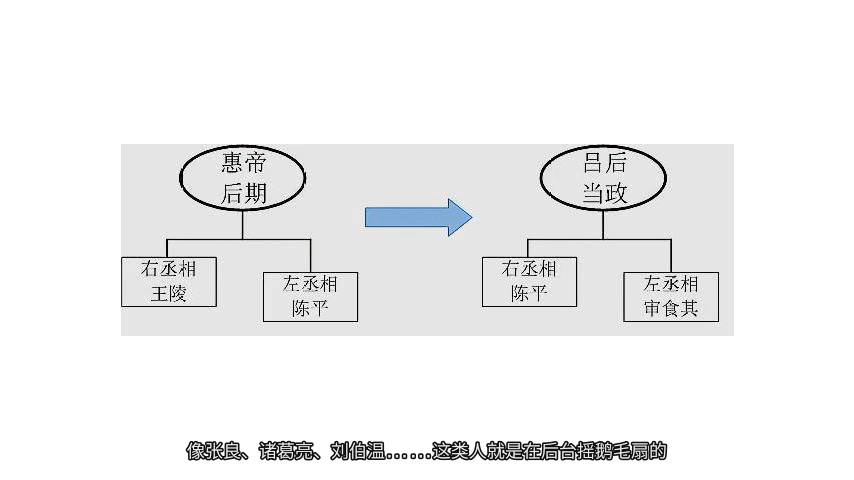 惠帝
后期
吕后
当政
右丞相
王陵
左丞相
陈平
右丞相
陈平
左丞相
审食其
像张良、诸葛亮、刘伯温……这类人就是在后台摇鹅毛扇的